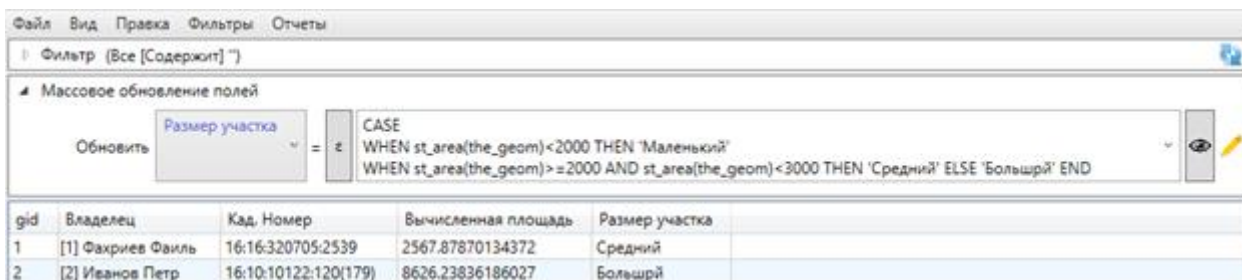 Файл Вид Правка Фильтры Отчеты
Фильтр (Все [Содержит] '')
Массовое обновление полей
Обновить Размер участка = ε CASE
WHEN st_area(the_geom)<2000 THEN 'Маленький'
WHEN st_area(the_geom)>=2000 AND st_area(the_geom)<3000 THEN 'Средний' ELSE 'Большрй' END
gid Владелец Кад. Номер Вычисленная площадь Размер участка
1 [1] Фахриев Фаиль 16:16:320705:2539 2567.87870134372 Средний
2 [2] Иванов Петр 16:10:10122:120(179) 8626.23836186027 Большрй